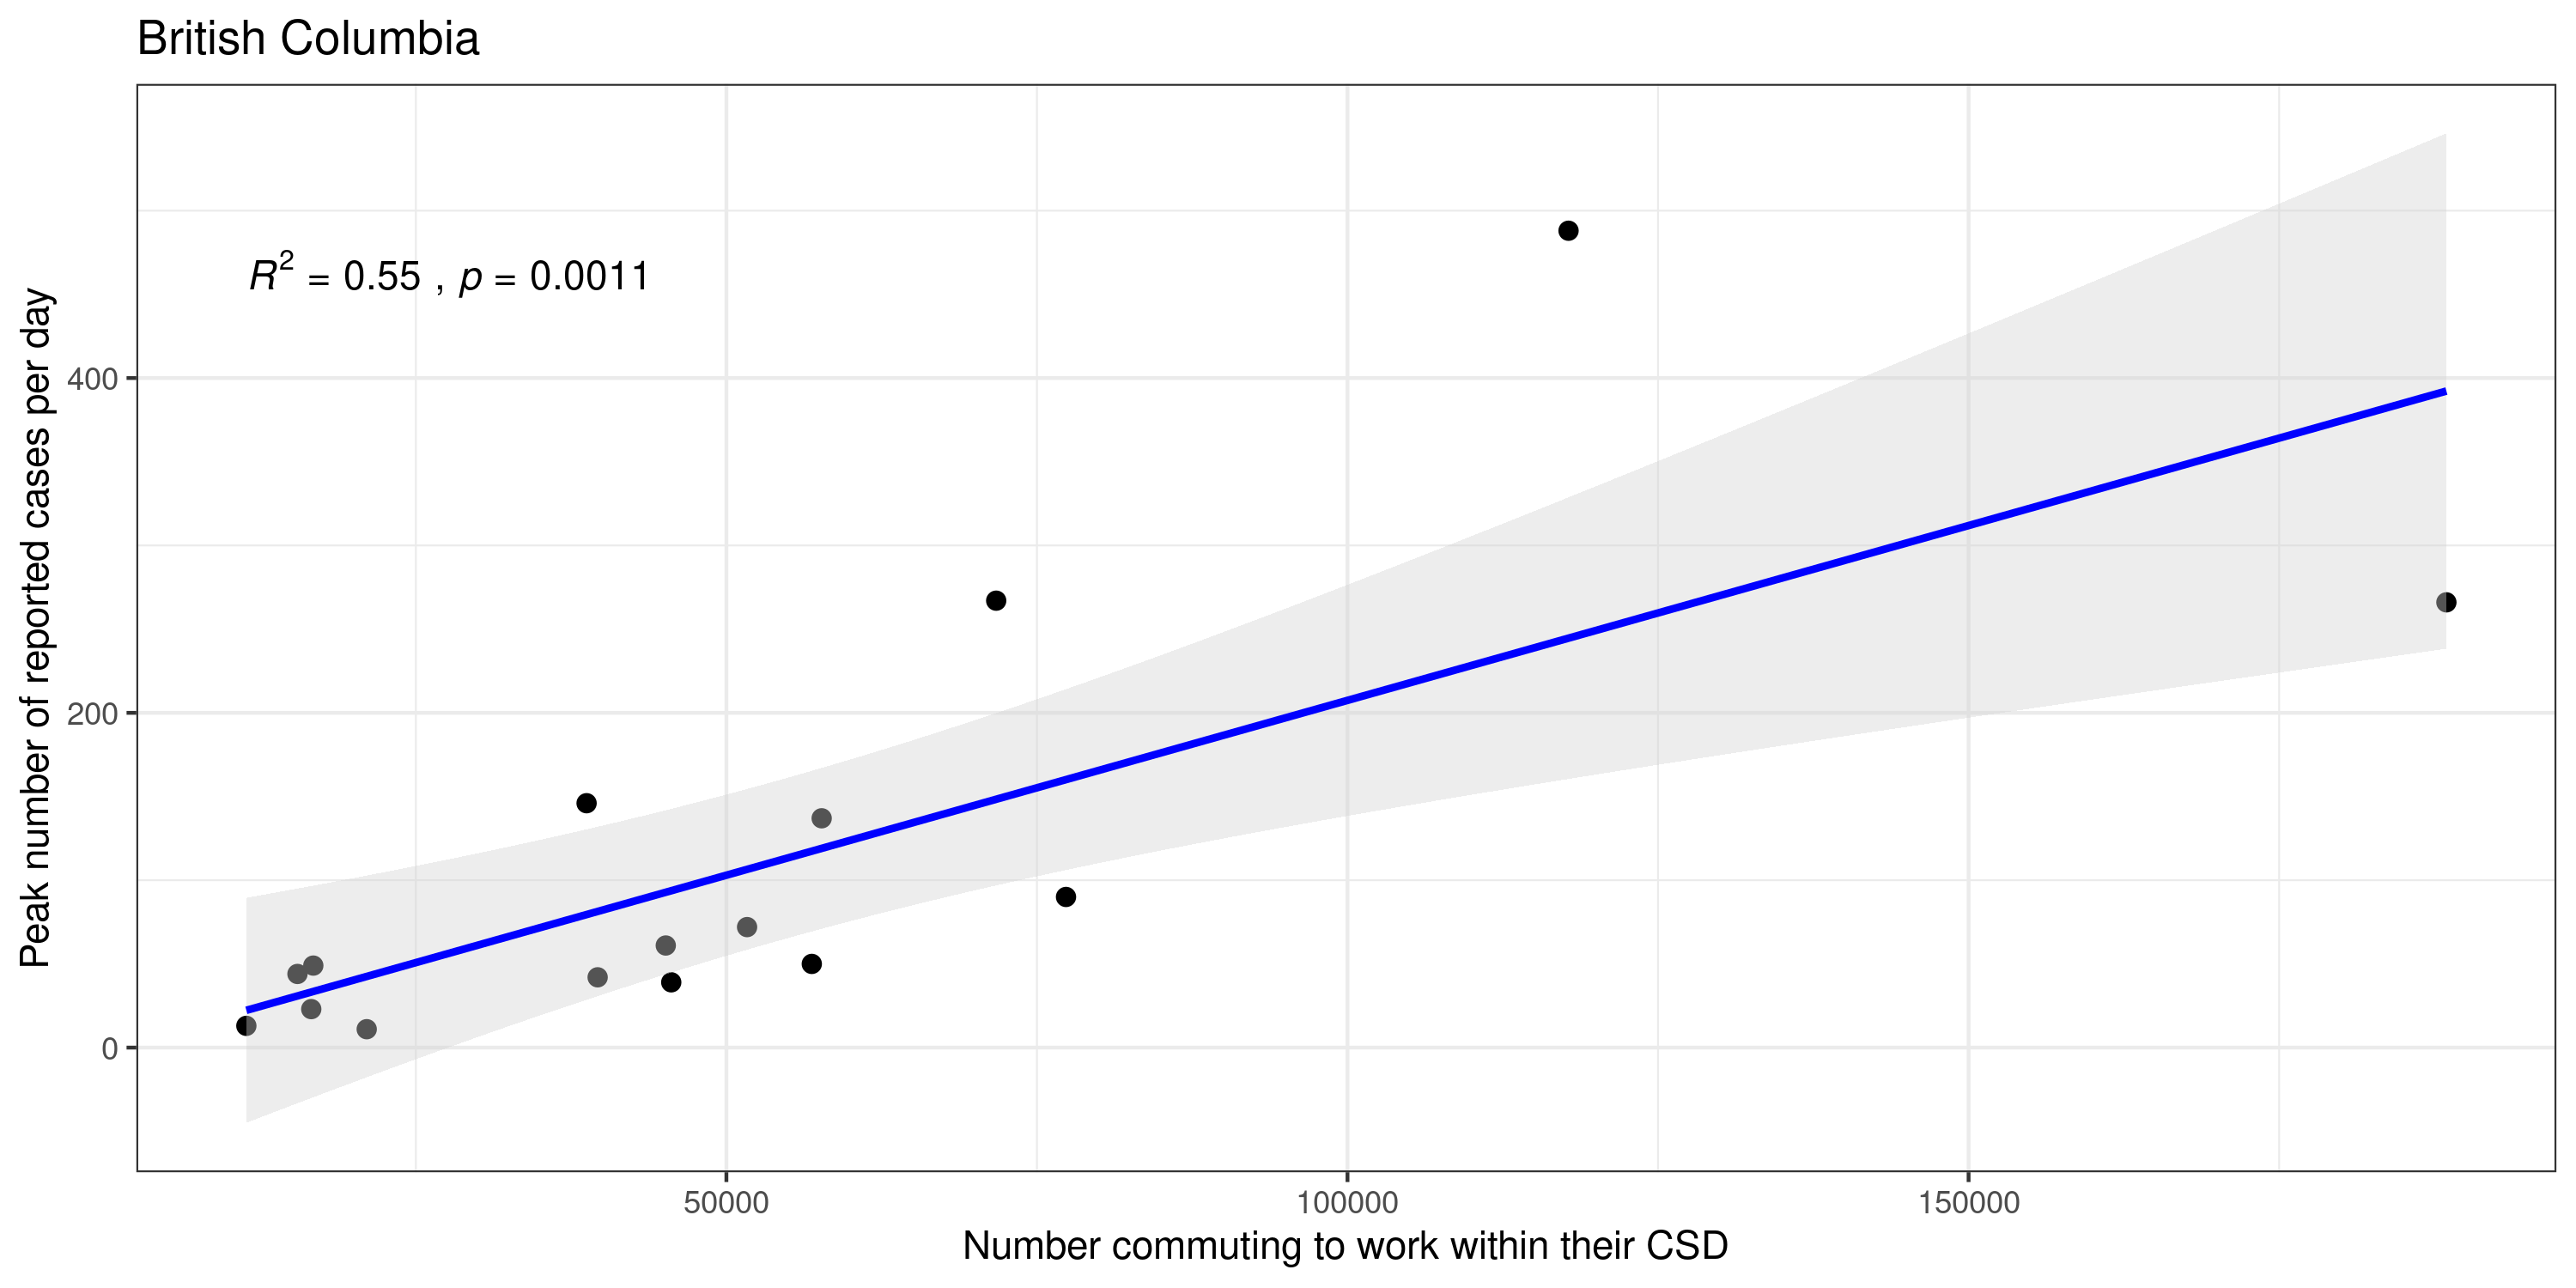 British Columbia
R² = 0.55 , p = 0.0011
Peak number of reported cases per day
400
200
0
50000 100000 150000
Number commuting to work within their CSD